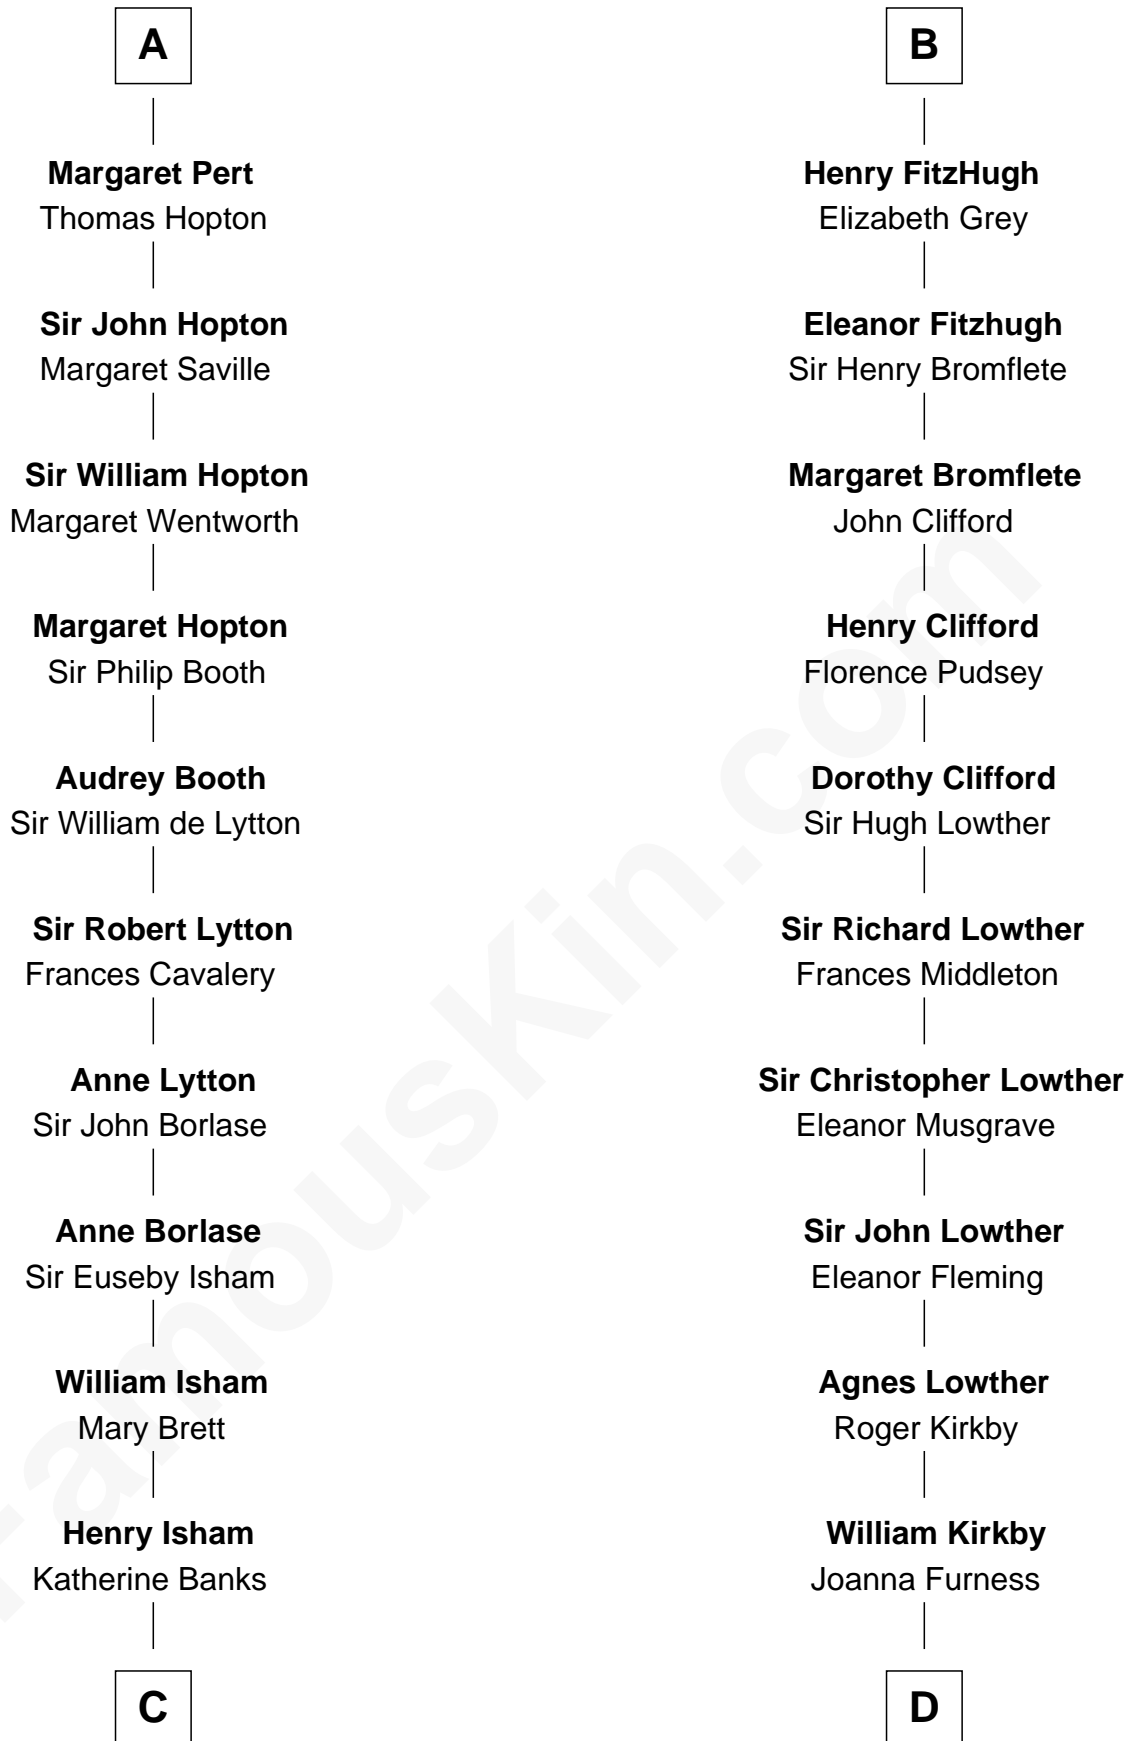 A
Margaret Pert
Thomas Hopton
Sir John Hopton
Margaret Saville
Sir William Hopton
Margaret Wentworth
Margaret Hopton
Sir Philip Booth
Audrey Booth
Sir William de Lytton
Sir Robert Lytton
Frances Cavalery
Anne Lytton
Sir John Borlase
Anne Borlase
Sir Euseby Isham
William Isham
Mary Brett
Henry Isham
Katherine Banks
C
B
Henry FitzHugh
Elizabeth Grey
Eleanor Fitzhugh
Sir Henry Bromflete
Margaret Bromflete
John Clifford
Henry Clifford
Florence Pudsey
Dorothy Clifford
Sir Hugh Lowther
Sir Richard Lowther
Frances Middleton
Sir Christopher Lowther
Eleanor Musgrave
Sir John Lowther
Eleanor Fleming
Agnes Lowther
Roger Kirkby
William Kirkby
Joanna Furness
D
FamousKin.com